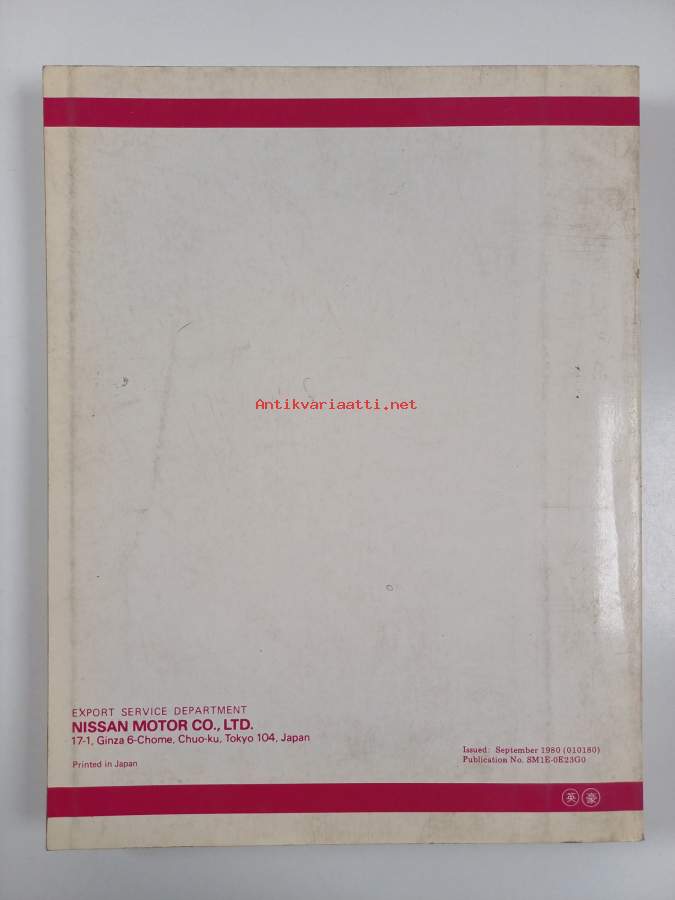 Antikvariaatti.net
EXPORT SERVICE DEPARTMENT
NISSAN MOTOR CO., LTD.
17-1, Ginza 6-Chome, Chuo-ku, Tokyo 104, Japan
Printed in Japan
Issued: September 1980 (010180)
Publication No. SM1E-0E23G0
英 豪